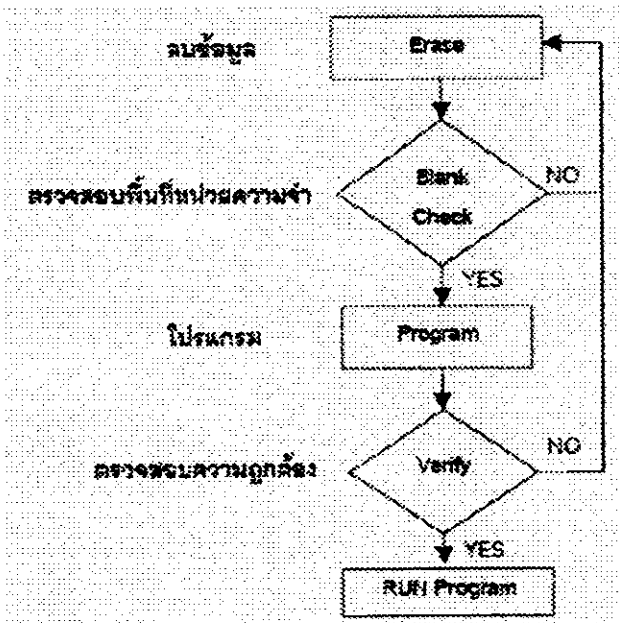 ลบข้อมูล
Erase
ตรวจสอบพื้นที่หน่วยความจำ
Blank
Check
NO
YES
โปรแกรม
Program
ตรวจสอบความถูกต้อง
Verify
NO
YES
RUN Program